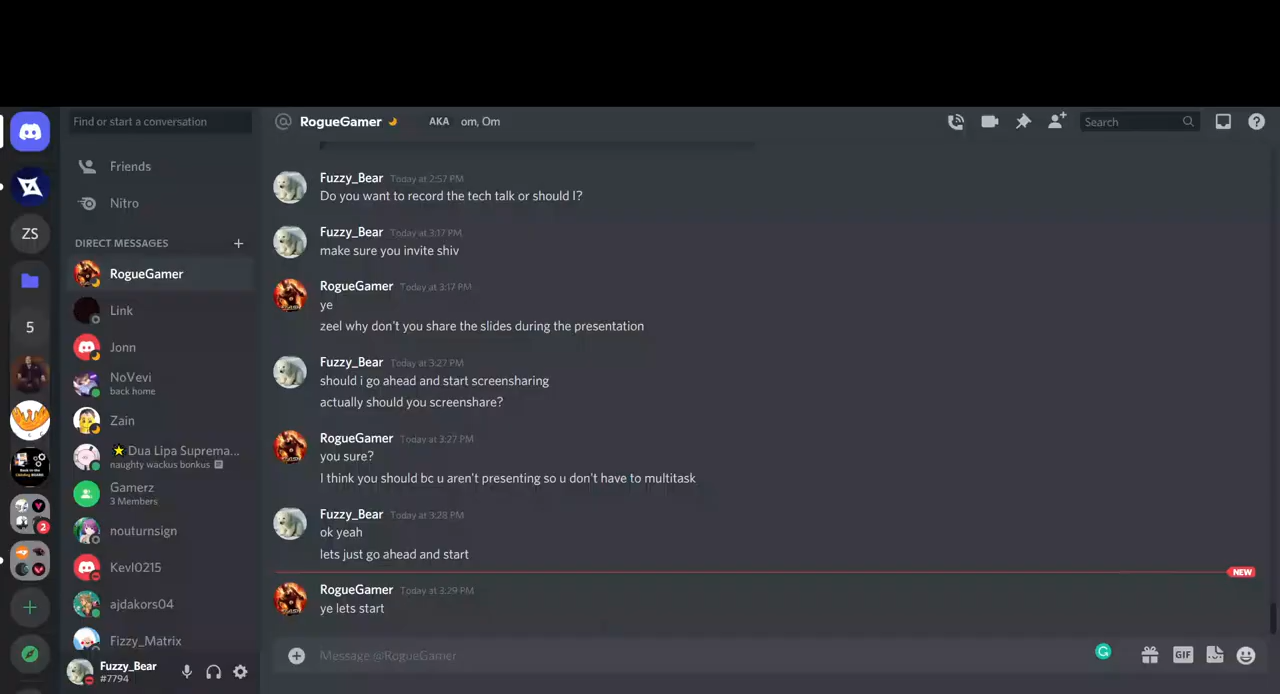 Find or start a conversation
RogueGamer
AKA om, Om
Search
Friends
Nitro
DIRECT MESSAGES
RogueGamer
Link
Jonn
NoVevi
back home
Zain
Dua Lipa Suprema...
naughty wackus bonkus
Gamerz
3 Members
nouturnsign
Kevl0215
ajdakors04
Fizzy_Matrix
Fuzzy_Bear
#7794
ZS
5
2
Fuzzy_Bear Today at 2:57 PM
Do you want to record the tech talk or should I?
Fuzzy_Bear Today at 3:17 PM
make sure you invite shiv
RogueGamer Today at 3:17 PM
ye
zeel why don't you share the slides during the presentation
Fuzzy_Bear Today at 3:27 PM
should i go ahead and start screensharing
actually should you screenshare?
RogueGamer Today at 3:27 PM
you sure?
I think you should bc u aren't presenting so u don't have to multitask
Fuzzy_Bear Today at 3:28 PM
ok yeah
lets just go ahead and start
NEW
RogueGamer Today at 3:29 PM
ye lets start
Message @RogueGamer
GIF